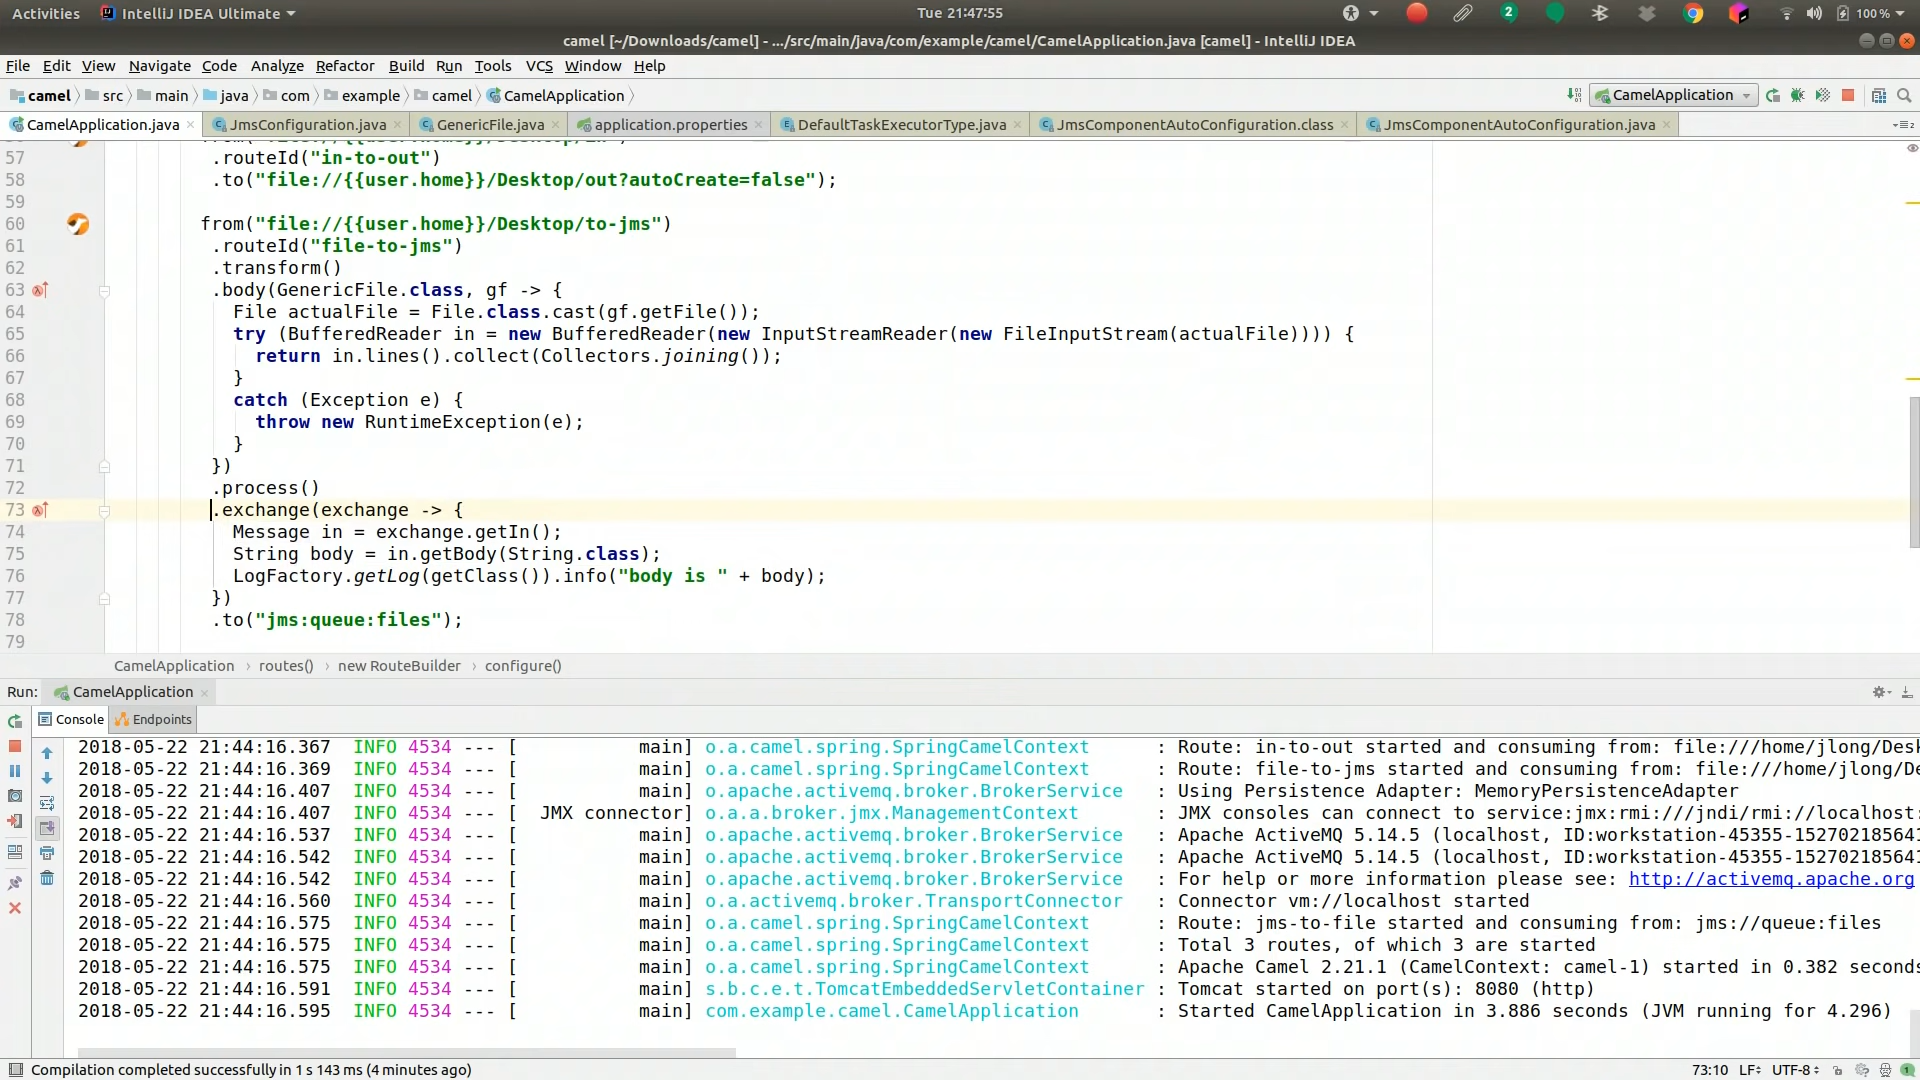 Activities IntelliJ IDEA Ultimate Tue 21:47:55 2 100 %
camel [~/Downloads/camel] - .../src/main/java/com/example/camel/CamelApplication.java [camel] - IntelliJ IDEA
File Edit View Navigate Code Analyze Refactor Build Run Tools VCS Window Help
camel src main java com example camel CamelApplication CamelApplication
CamelApplication.java JmsConfiguration.java GenericFile.java application.properties DefaultTaskExecutorType.java JmsComponentAutoConfiguration.class JmsComponentAutoConfiguration.java
57 .routeId("in-to-out")
58 .to("file://{{user.home}}/Desktop/out?autoCreate=false");
59
60 from("file://{{user.home}}/Desktop/to-jms")
61 .routeId("file-to-jms")
62 .transform()
63 .body(GenericFile.class, gf -> {
64 File actualFile = File.class.cast(gf.getFile());
65 try (BufferedReader in = new BufferedReader(new InputStreamReader(new FileInputStream(actualFile)))) {
66 return in.lines().collect(Collectors.joining());
67 }
68 catch (Exception e) {
69 throw new RuntimeException(e);
70 }
71 })
72 .process()
73 .exchange(exchange -> {
74 Message in = exchange.getIn();
75 String body = in.getBody(String.class);
76 LogFactory.getLog(getClass()).info("body is " + body);
77 })
78 .to("jms:queue:files");
79
CamelApplication › routes() › new RouteBuilder › configure()
Run: CamelApplication
Console Endpoints
2018-05-22 21:44:16.367 INFO 4534 --- [ main] o.a.camel.spring.SpringCamelContext : Route: in-to-out started and consuming from: file:///home/jlong/Desk
2018-05-22 21:44:16.369 INFO 4534 --- [ main] o.a.camel.spring.SpringCamelContext : Route: file-to-jms started and consuming from: file:///home/jlong/De
2018-05-22 21:44:16.407 INFO 4534 --- [ main] o.apache.activemq.broker.BrokerService : Using Persistence Adapter: MemoryPersistenceAdapter
2018-05-22 21:44:16.407 INFO 4534 --- [ JMX connector] o.a.a.broker.jmx.ManagementContext : JMX consoles can connect to service:jmx:rmi:///jndi/rmi://localhost:
2018-05-22 21:44:16.537 INFO 4534 --- [ main] o.apache.activemq.broker.BrokerService : Apache ActiveMQ 5.14.5 (localhost, ID:workstation-45355-152702185641
2018-05-22 21:44:16.542 INFO 4534 --- [ main] o.apache.activemq.broker.BrokerService : Apache ActiveMQ 5.14.5 (localhost, ID:workstation-45355-152702185641
2018-05-22 21:44:16.542 INFO 4534 --- [ main] o.apache.activemq.broker.BrokerService : For help or more information please see: http://activemq.apache.org
2018-05-22 21:44:16.560 INFO 4534 --- [ main] o.a.activemq.broker.TransportConnector : Connector vm://localhost started
2018-05-22 21:44:16.575 INFO 4534 --- [ main] o.a.camel.spring.SpringCamelContext : Route: jms-to-file started and consuming from: jms://queue:files
2018-05-22 21:44:16.575 INFO 4534 --- [ main] o.a.camel.spring.SpringCamelContext : Total 3 routes, of which 3 are started
2018-05-22 21:44:16.575 INFO 4534 --- [ main] o.a.camel.spring.SpringCamelContext : Apache Camel 2.21.1 (CamelContext: camel-1) started in 0.382 seconds
2018-05-22 21:44:16.591 INFO 4534 --- [ main] s.b.c.e.t.TomcatEmbeddedServletContainer : Tomcat started on port(s): 8080 (http)
2018-05-22 21:44:16.595 INFO 4534 --- [ main] com.example.camel.CamelApplication : Started CamelApplication in 3.886 seconds (JVM running for 4.296)
Compilation completed successfully in 1 s 143 ms (4 minutes ago) 73:10 LF UTF-8 1